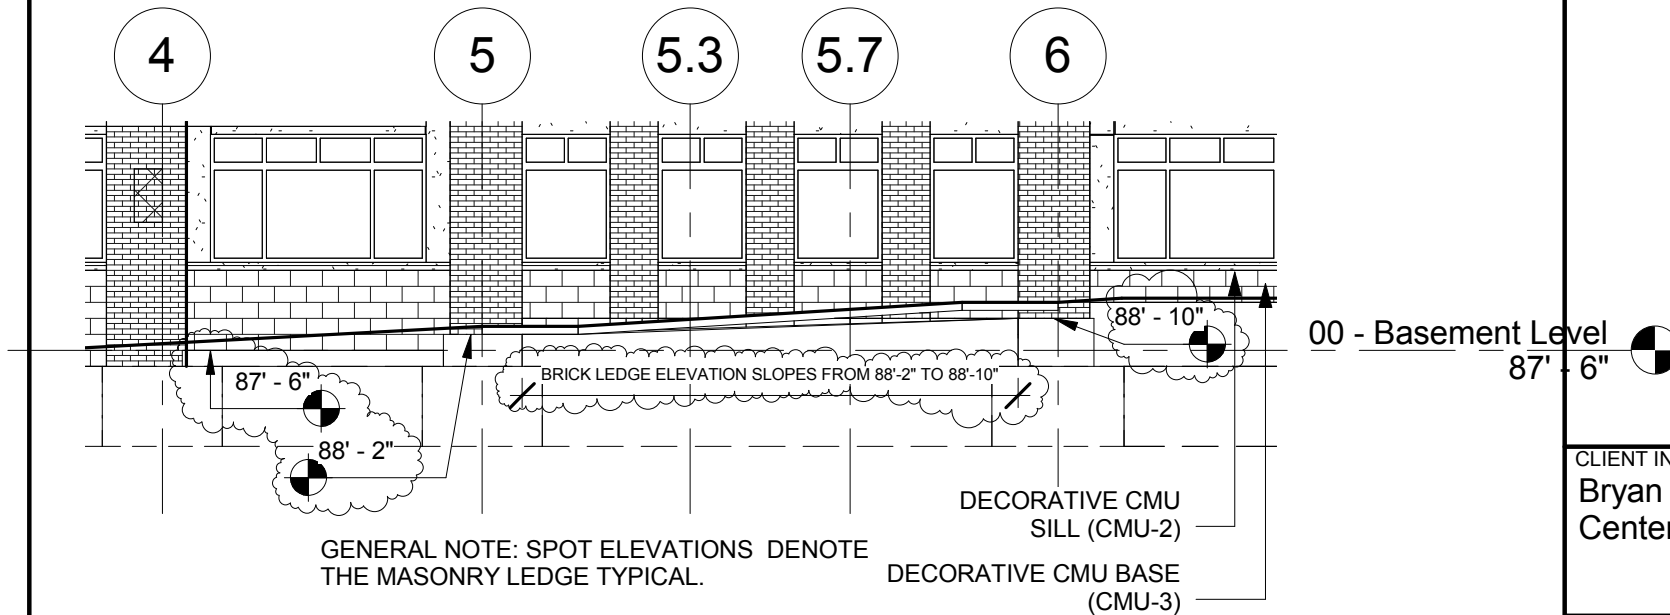 4
5
5.3
5.7
6
88' - 10"
00 - Basement Level
87' - 6"
BRICK LEDGE ELEVATION SLOPES FROM 88'-2" TO 88'-10"
87' - 6"
88' - 2"
CLIENT IN
Bryan
Center
DECORATIVE CMU
SILL (CMU-2)
GENERAL NOTE: SPOT ELEVATIONS DENOTE
THE MASONRY LEDGE TYPICAL.
DECORATIVE CMU BASE
(CMU-3)